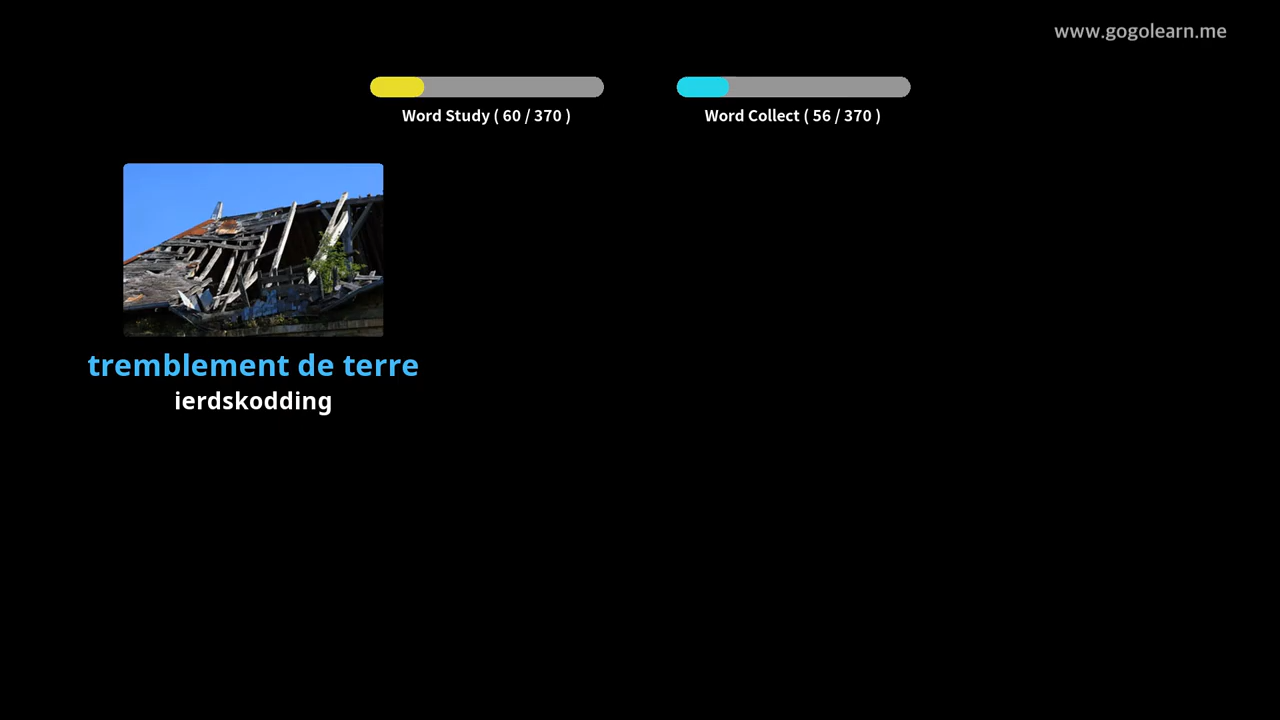 www.gogolearn.me
Word Study ( 60 / 370 )
Word Collect ( 56 / 370 )
tremblement de terre
ierdskodding